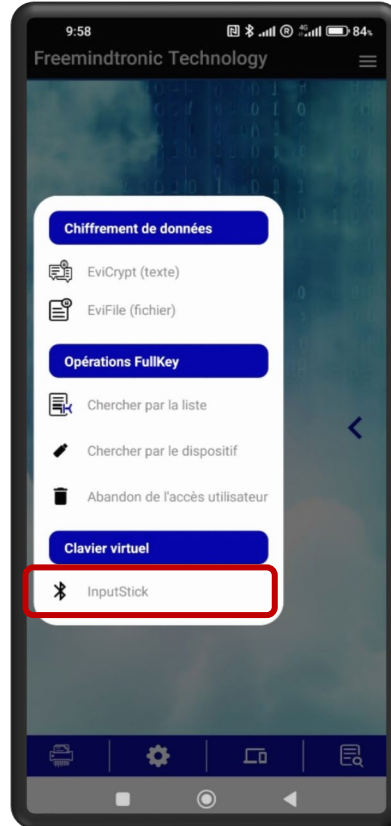 9:58
R 4G 84%
Freemindtronic Technology
Chiffrement de données
EviCrypt (texte)
EviFile (fichier)
Opérations FullKey
Chercher par la liste
Chercher par le dispositif
Abandon de l'accès utilisateur
Clavier virtuel
InputStick